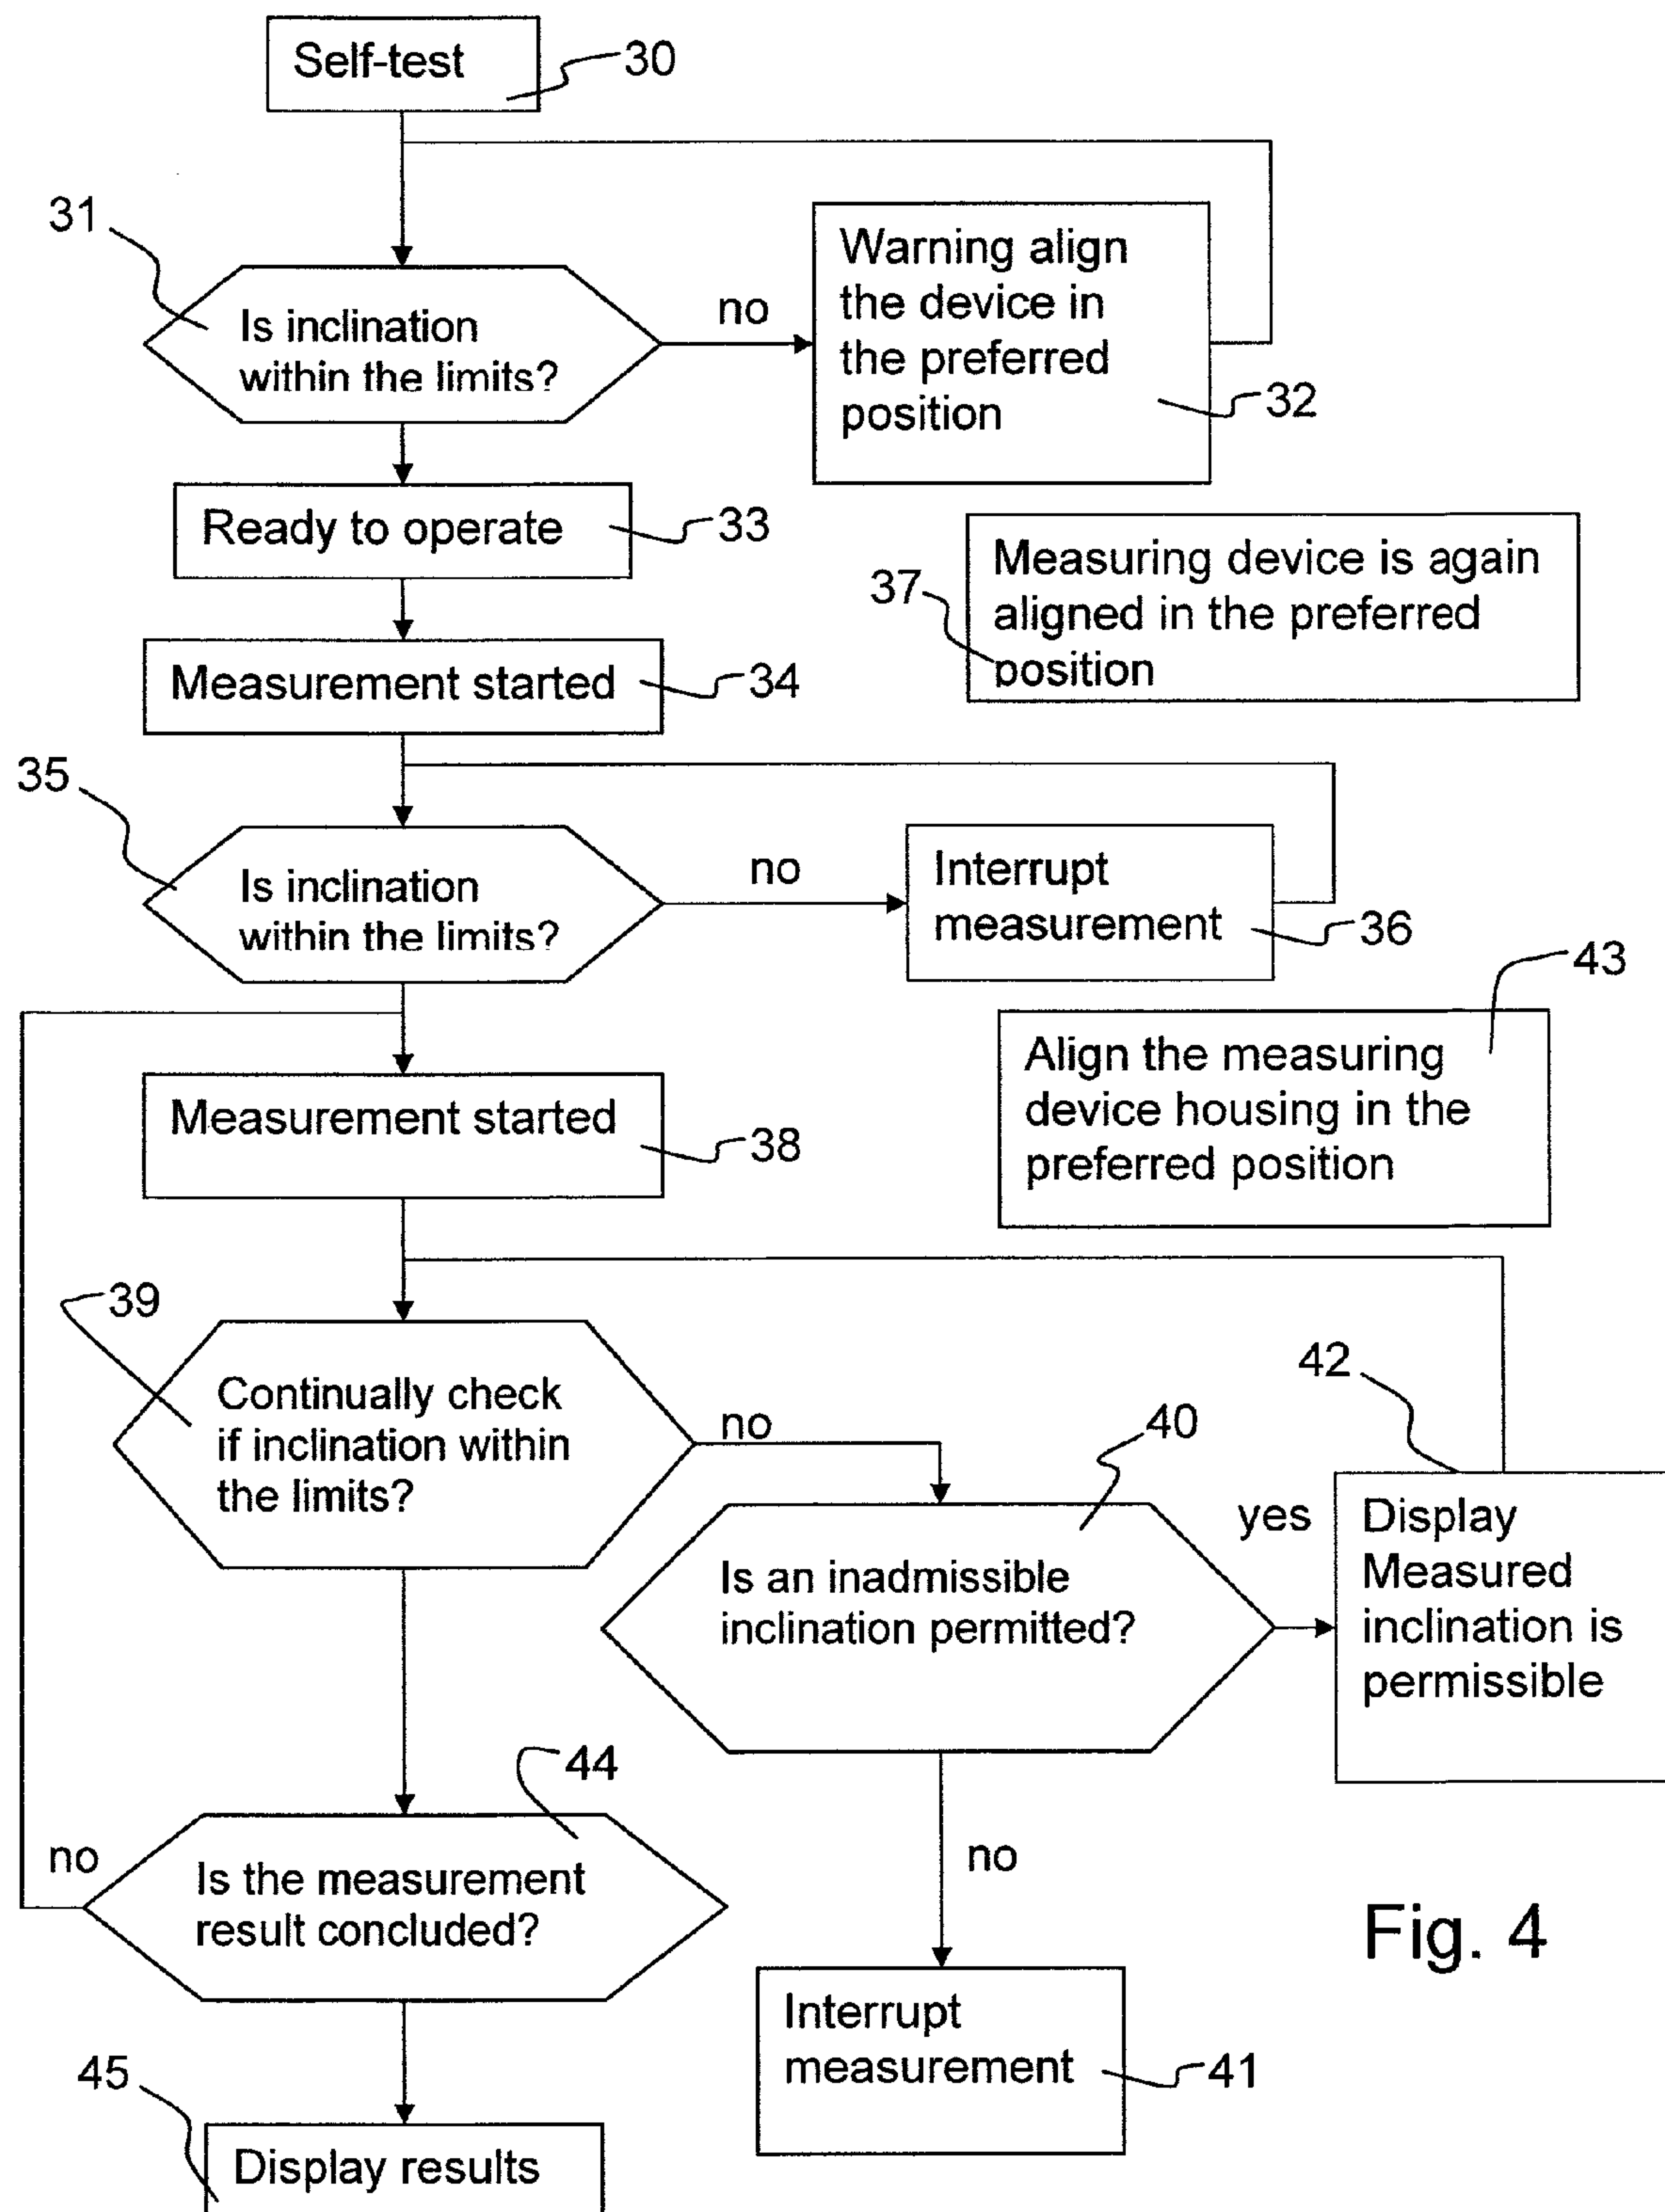 Self-test
30
31
Is inclination
within the limits?
no
Warning align
the device in
the preferred
position
32
Ready to operate
33
Measuring device is again
aligned in the preferred
position
37
Measurement started
34
35
Is inclination
within the limits?
no
Interrupt
measurement
36
43
Align the measuring
device housing in the
preferred position
Measurement started
38
39
Continually check
if inclination within
the limits?
no
40
Is an inadmissible
inclination permitted?
yes
42
Display
Measured
inclination is
permissible
44
no
Is the measurement
result concluded?
no
Interrupt
measurement
41
Fig. 4
45
Display results